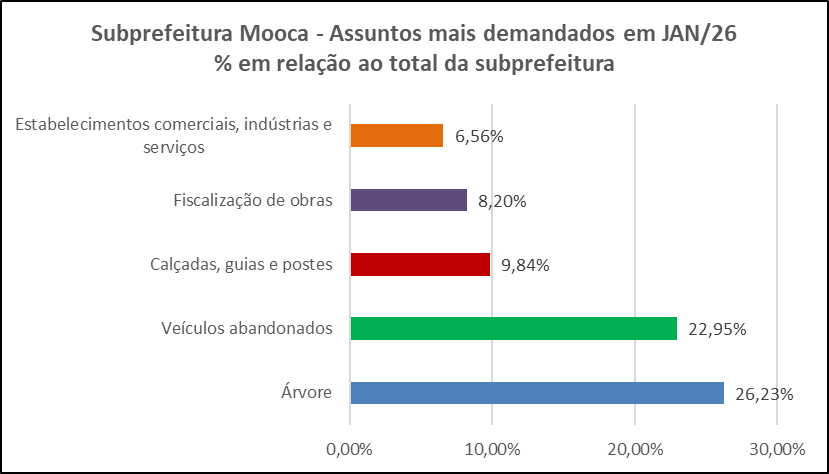 Subprefeitura Mooca - Assuntos mais demandados em JAN/26
% em relação ao total da subprefeitura
Estabelecimentos comerciais, indústrias e
serviços
6,56%
Fiscalização de obras
8,20%
Calçadas, guias e postes
9,84%
Veículos abandonados
22,95%
Árvore
26,23%
0,00%
10,00%
20,00%
30,00%